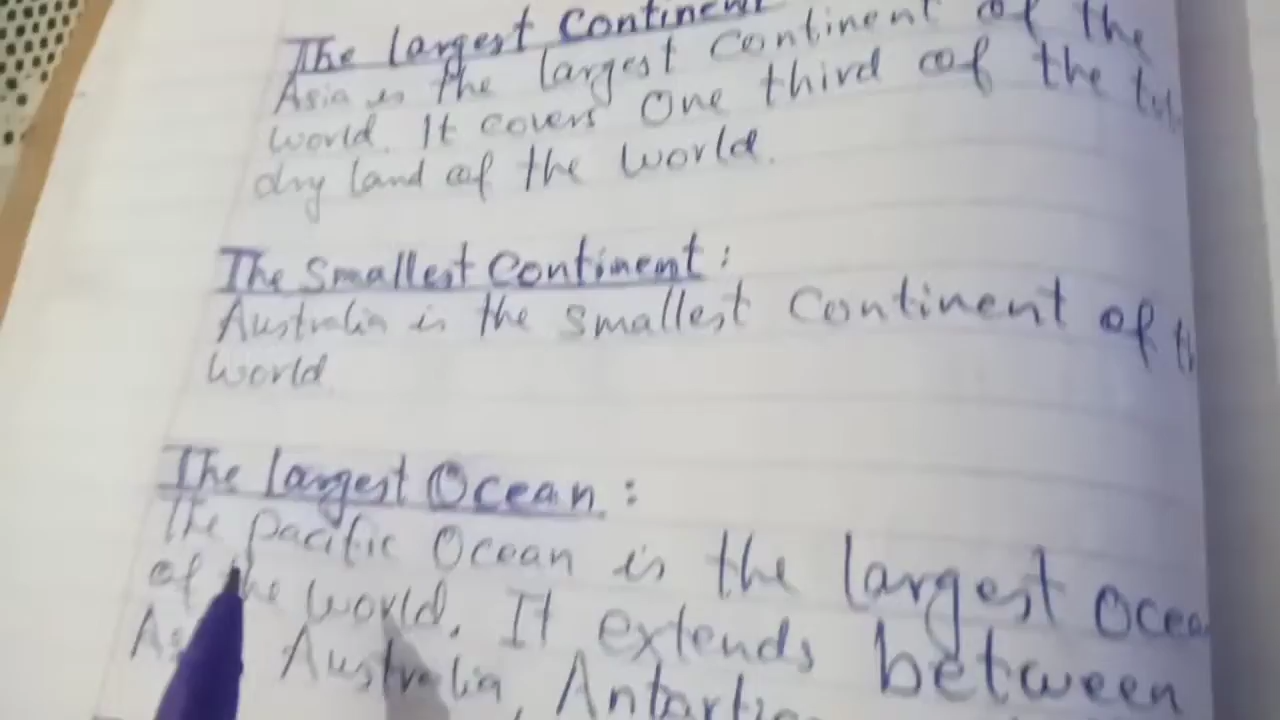 The largest Continent
Asia is the largest continent of the
world. It covers One third of the
dry land of the world.
The Smallest Continent:
Australia is the smallest continent of
world
The Largest Ocean:
The pacific Ocean is the largest
of the world. It extends between
Australia,